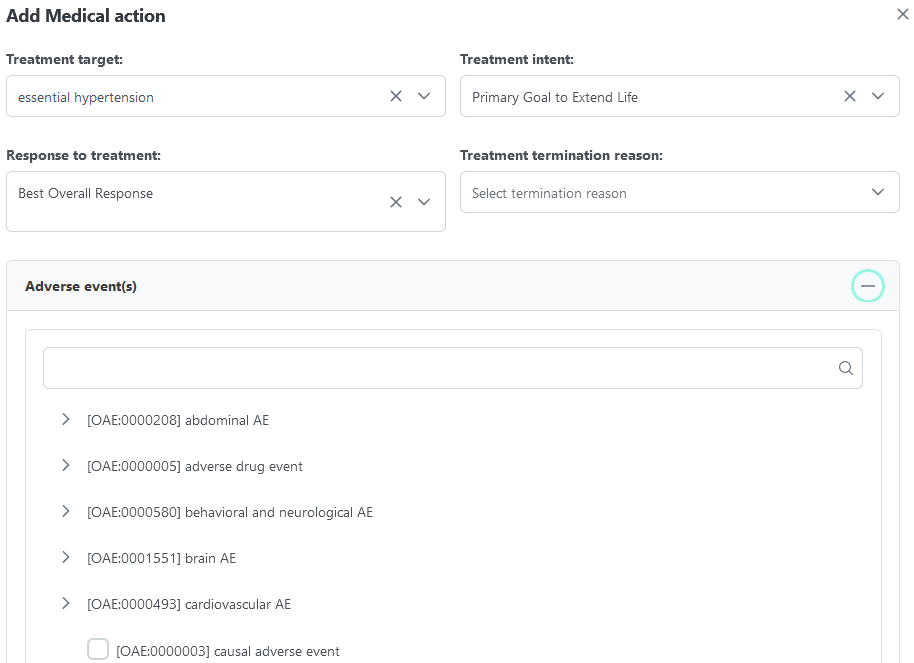 Add Medical action
Treatment target:
Treatment intent:
essential hypertension
Primary Goal to Extend Life
Response to treatment:
Treatment termination reason:
Best Overall Response
Select termination reason
Adverse event(s)
[OAE:0000208] abdominal AE
[OAE:0000005] adverse drug event
[OAE:0000580] behavioral and neurological AE
[OAE:0001551] brain AE
[OAE:0000493] cardiovascular AE
[OAE:0000003] causal adverse event